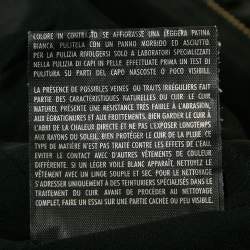 COLORE IN CONTRASTO SE AFFIORASSE UNA LEGGERA PATINA
BIANCA, PULITELA CON UN PANNO MORBIDO ED ASCIUTTO.
PER LA PULIZIA RIVOLGERSI SOLO A LABORATORI SPECIALIZZATI
NELLA PULIZIA DI CAPI IN PELLE. EFFETTUATE PRIMA UN TEST DI
PULITURA SU PARTI DEL CAPO NASCOSTE O POCO VISIBILI.
LA PRÉSENCE DE POSSIBLES VEINES OU TRAITS IRRÉGULIERS FAIT
PARTIE DES CARACTERISTIQUES NATURELLES DU CUIR. LE CUIR
NATUREL PRÉSENTE UNE RÉSISTANCE TRÈS FAIBLE À L'ABRASION,
AUX ÉGRATIGNURES ET AUX FROTTEMENTS, BIEN GARDER LE CUIR À
L'ABRI DE LA CHALEUR DIRECTE ET NE PAS L'EXPOSER LONGTEMPS
AUX RAYONS DU SOLEIL. BIEN PROTÉGER LE CUIR DE LA PLUIE. CE
TYPE DE MATIÈRE N'EST PAS TRAITÉ CONTRE LES EFFETS DE L'EAU.
ÉVITER LE CONTACT AVEC D'AUTRES VÊTEMENTS DE COULEUR
DIFFÉRENTE. SI UN LÉGER VOILE BLANC APPARAÎT, NETTOYEZ LE
VÊTEMENT AVEC UN LINGE SOUPLE ET SEC. POUR LE NETTOYAGE
S'ADRESSER UNIQUEMENT A DES TEINTURIERS SPÉCIALISÉS DANS LE
TRAITEMENT DU CUIR. AVANT DE PROCÉDER AU NETTOYAGE
COMPLET, FAIRE UN ESSAI SUR UNE PARTIE CACHÉE OU PEU VISIBLE.